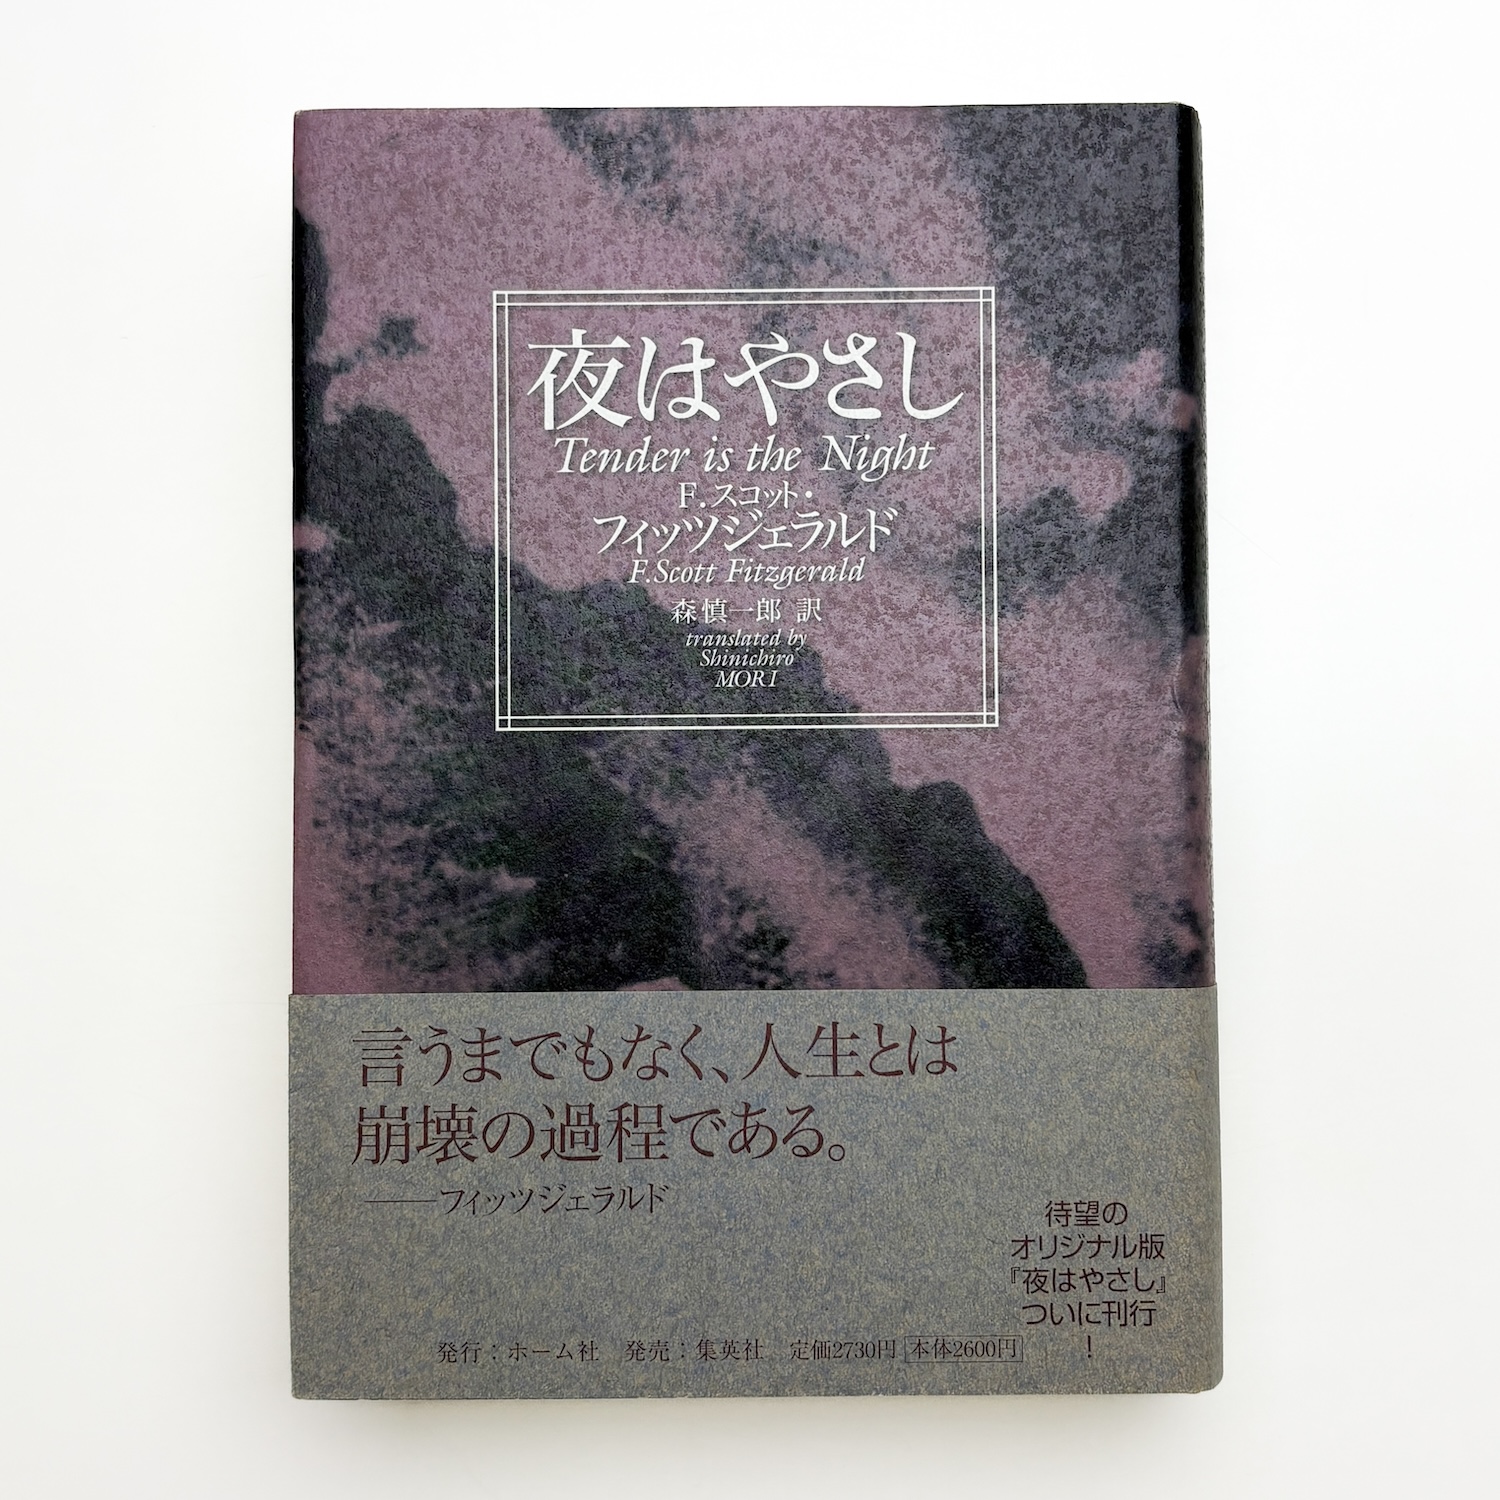 夜はやさし
Tender is the Night
F.スコット・
フィッツジェラルド
F.Scott Fitzgerald
森慎一郎 訳
translated by
Shinichiro
MORI
言うまでもなく、人生とは
崩壊の過程である。
――フィッツジェラルド
待望の
オリジナル版
『夜はやさし』
ついに刊行
!
発行：ホーム社 発売：集英社 定価2730円 本体2600円